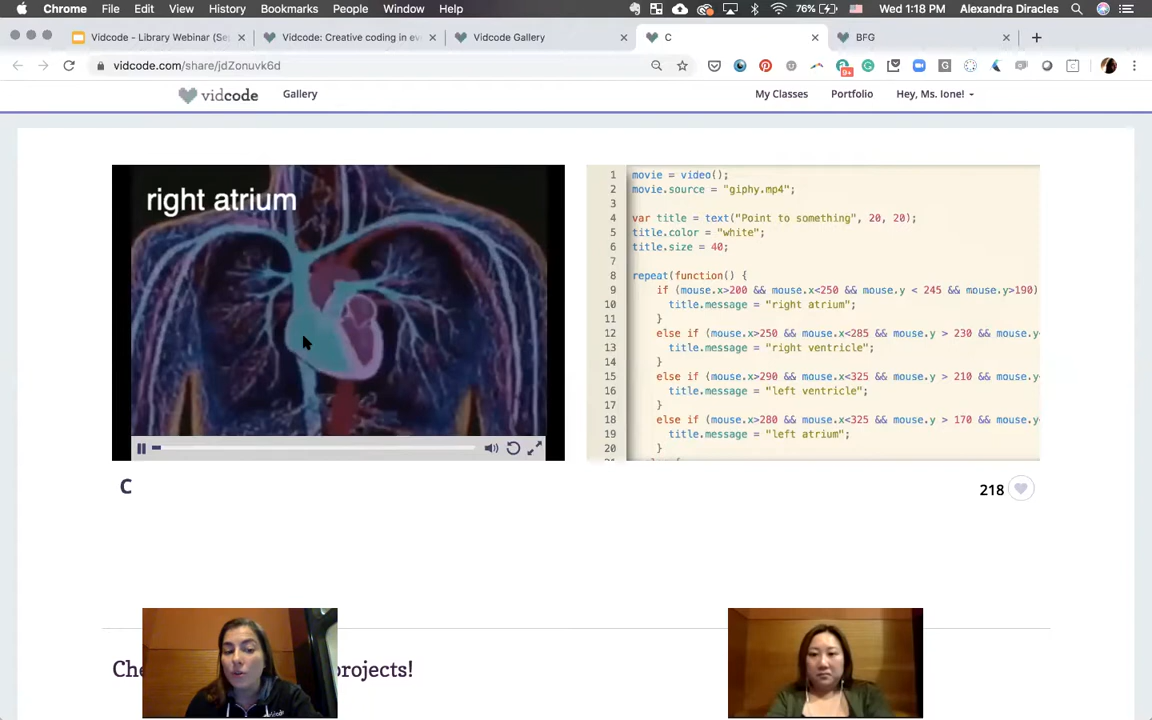 Chrome File Edit View History Bookmarks People Window Help 76% Wed 1:18 PM Alexandra Diracles
Vidcode - Library Webinar (Se Vidcode: Creative coding in ev Vidcode Gallery C BFG
vidcode.com/share/jdZonuvk6d
9+
vidcode Gallery My Classes Portfolio Hey, Ms. Ione!
right atrium
1 movie = video();
2 movie.source = "giphy.mp4";
3
4 var title = text("Point to something", 20, 20);
5 title.color = "white";
6 title.size = 40;
7
8 repeat(function() {
9 if (mouse.x>200 && mouse.x<250 && mouse.y < 245 && mouse.y>190)
10 title.message = "right atrium";
11 }
12 else if (mouse.x>250 && mouse.x<285 && mouse.y > 230 && mouse.y
13 title.message = "right ventricle";
14 }
15 else if (mouse.x>290 && mouse.x<325 && mouse.y > 210 && mouse.y
16 title.message = "left ventricle";
17 }
18 else if (mouse.x>280 && mouse.x<325 && mouse.y > 170 && mouse.y
19 title.message = "left atrium";
20 }
C
218
Che projects!